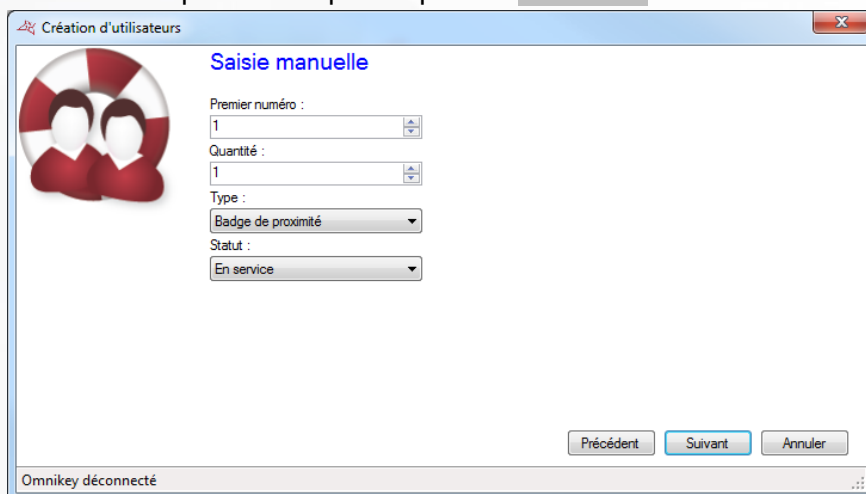 Création d'utilisateurs
Saisie manuelle
Premier numéro :
1
Quantité :
1
Type :
Badge de proximité
Statut :
En service
Précédent Suivant Annuler
Omnikey déconnecté